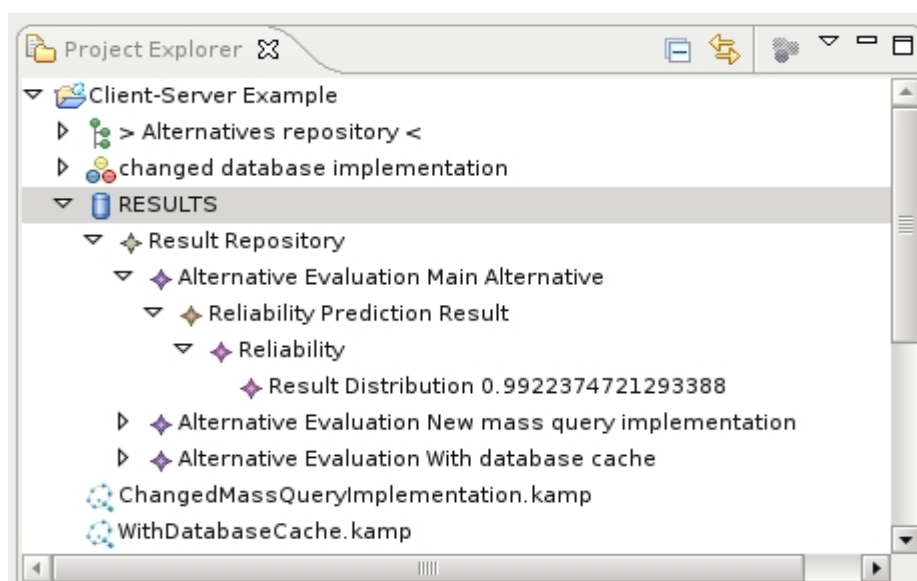 Project Explorer
Client-Server Example
> Alternatives repository <
changed database implementation
RESULTS
Result Repository
Alternative Evaluation Main Alternative
Reliability Prediction Result
Reliability
Result Distribution 0.9922374721293388
Alternative Evaluation New mass query implementation
Alternative Evaluation With database cache
ChangedMassQueryImplementation.kamp
WithDatabaseCache.kamp